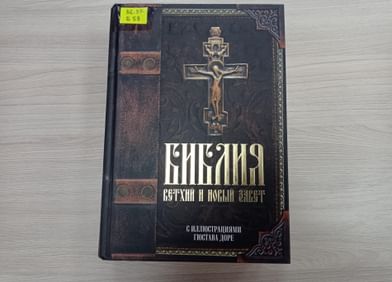 БИБЛИЯ
ВЕТХИЙ И НОВЫЙ ЗАВЕТ
С ИЛЛЮСТРАЦИЯМИ
ГЮСТАВА ДОРЕ